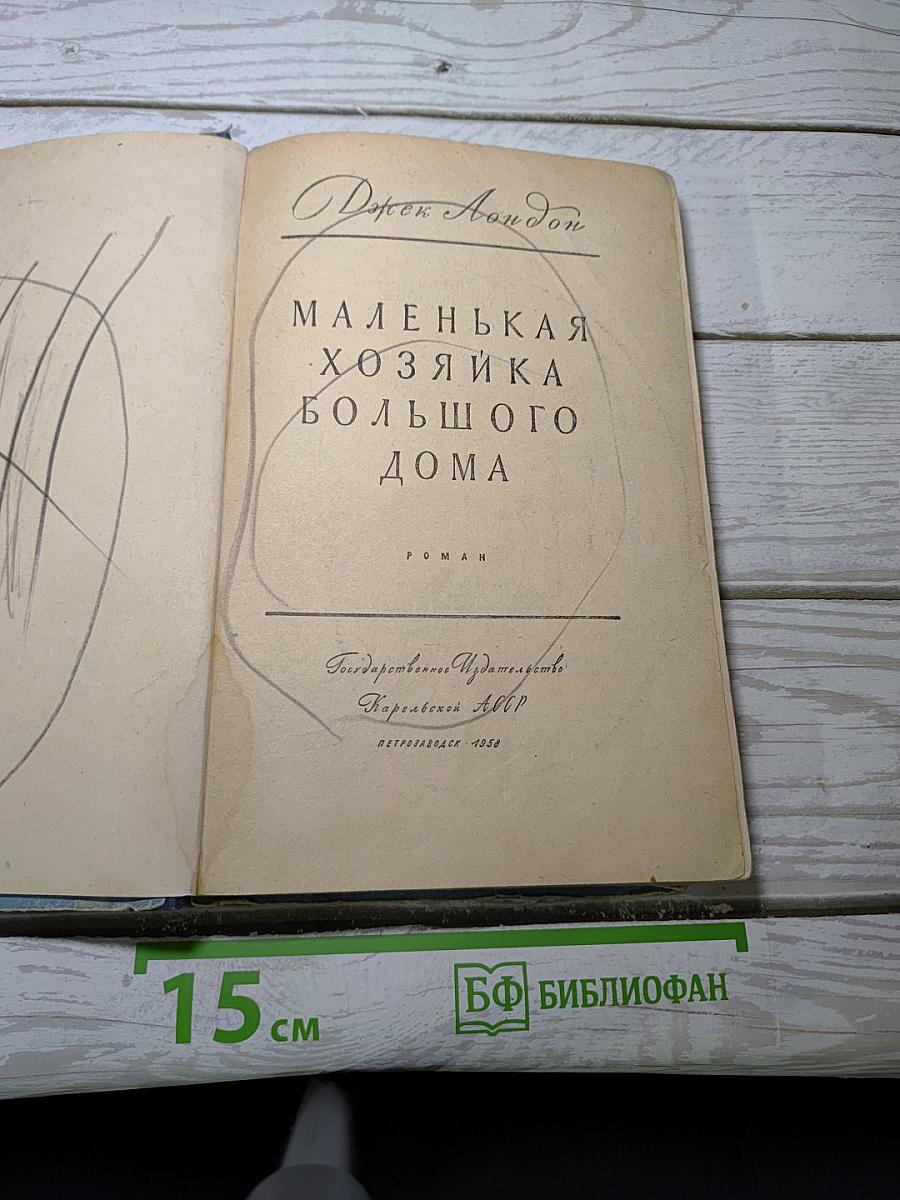 Джек Лондон
МАЛЕНЬКАЯ
ХОЗЯЙКА
БОЛЬШОГО
ДОМА
РОМАН
Государственное Издательство
Карельской АССР
ПЕТРОЗАВОДСК · 1958
15 см
БФ БИБЛИОФАН